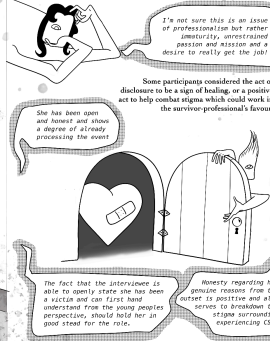 I'm not sure this is an issue
of professionalism but rather
immaturity, unrestrained
passion and mission and a
desire to really get the job!
Some participants considered the act o
disclosure to be a sign of healing, or a positiv
act to help combat stigma which could work i
the survivor-professional's favou
She has been open
and honest and shows
a degree of already
processing the event
The fact that the interviewee is
able to openly state she has been
a victim and can first hand
understand from the young peoples
perspective, should hold her in
good stead for the role.
Honesty regarding h
genuine reasons from t
outset is positive and al
serves to breakdown t
stigma surroundi
experiencing CS